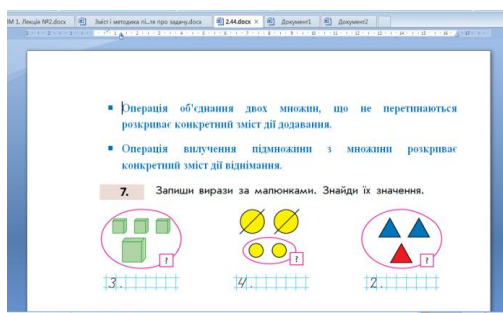 ІМ 1. Лекція №2.docx Зміст і методика пі...те про задачу.docx 2.44.docx × Документ1 Документ2
Операція об'єднання двох множин, що не перетинаються
розкриває конкретний зміст дії додавання.
Операція вилучення підмножини з множини розкриває
конкретний зміст дії віднімання.
7. Запиши вирази за малюнками. Знайди їх значення.
? ? ?
3. 4. 2.